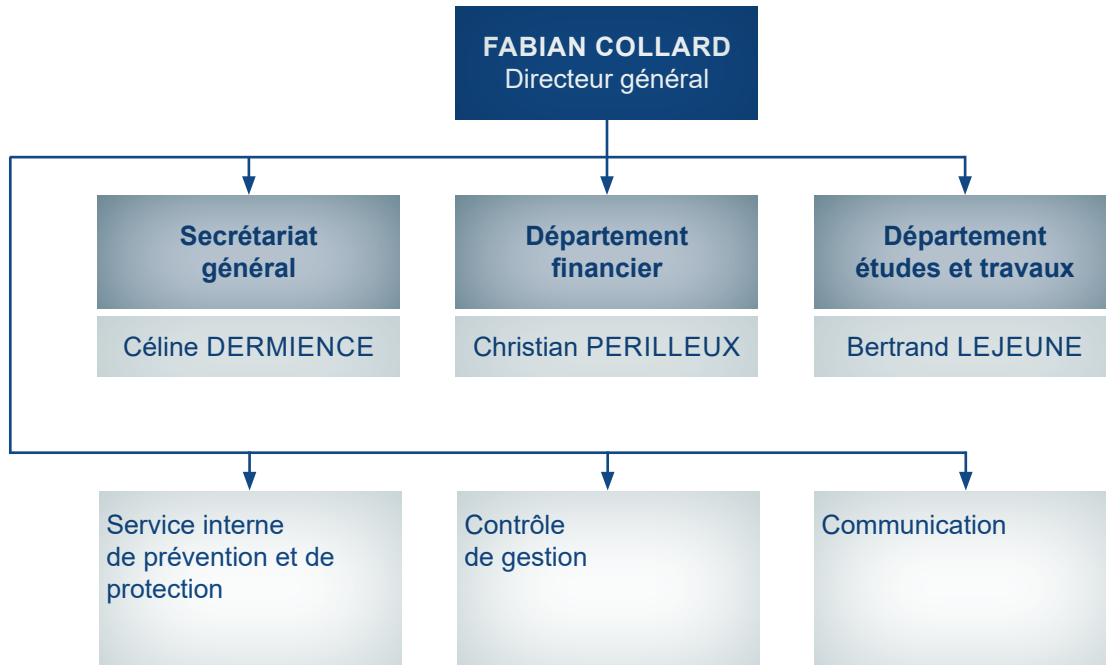 FABIAN COLLARD
Directeur général
Secrétariat
général
Département
financier
Département
études et travaux
Céline DERMIENCE
Christian PERILLEUX
Bertrand LEJEUNE
Service interne
de prévention et de
protection
Contrôle
de gestion
Communication